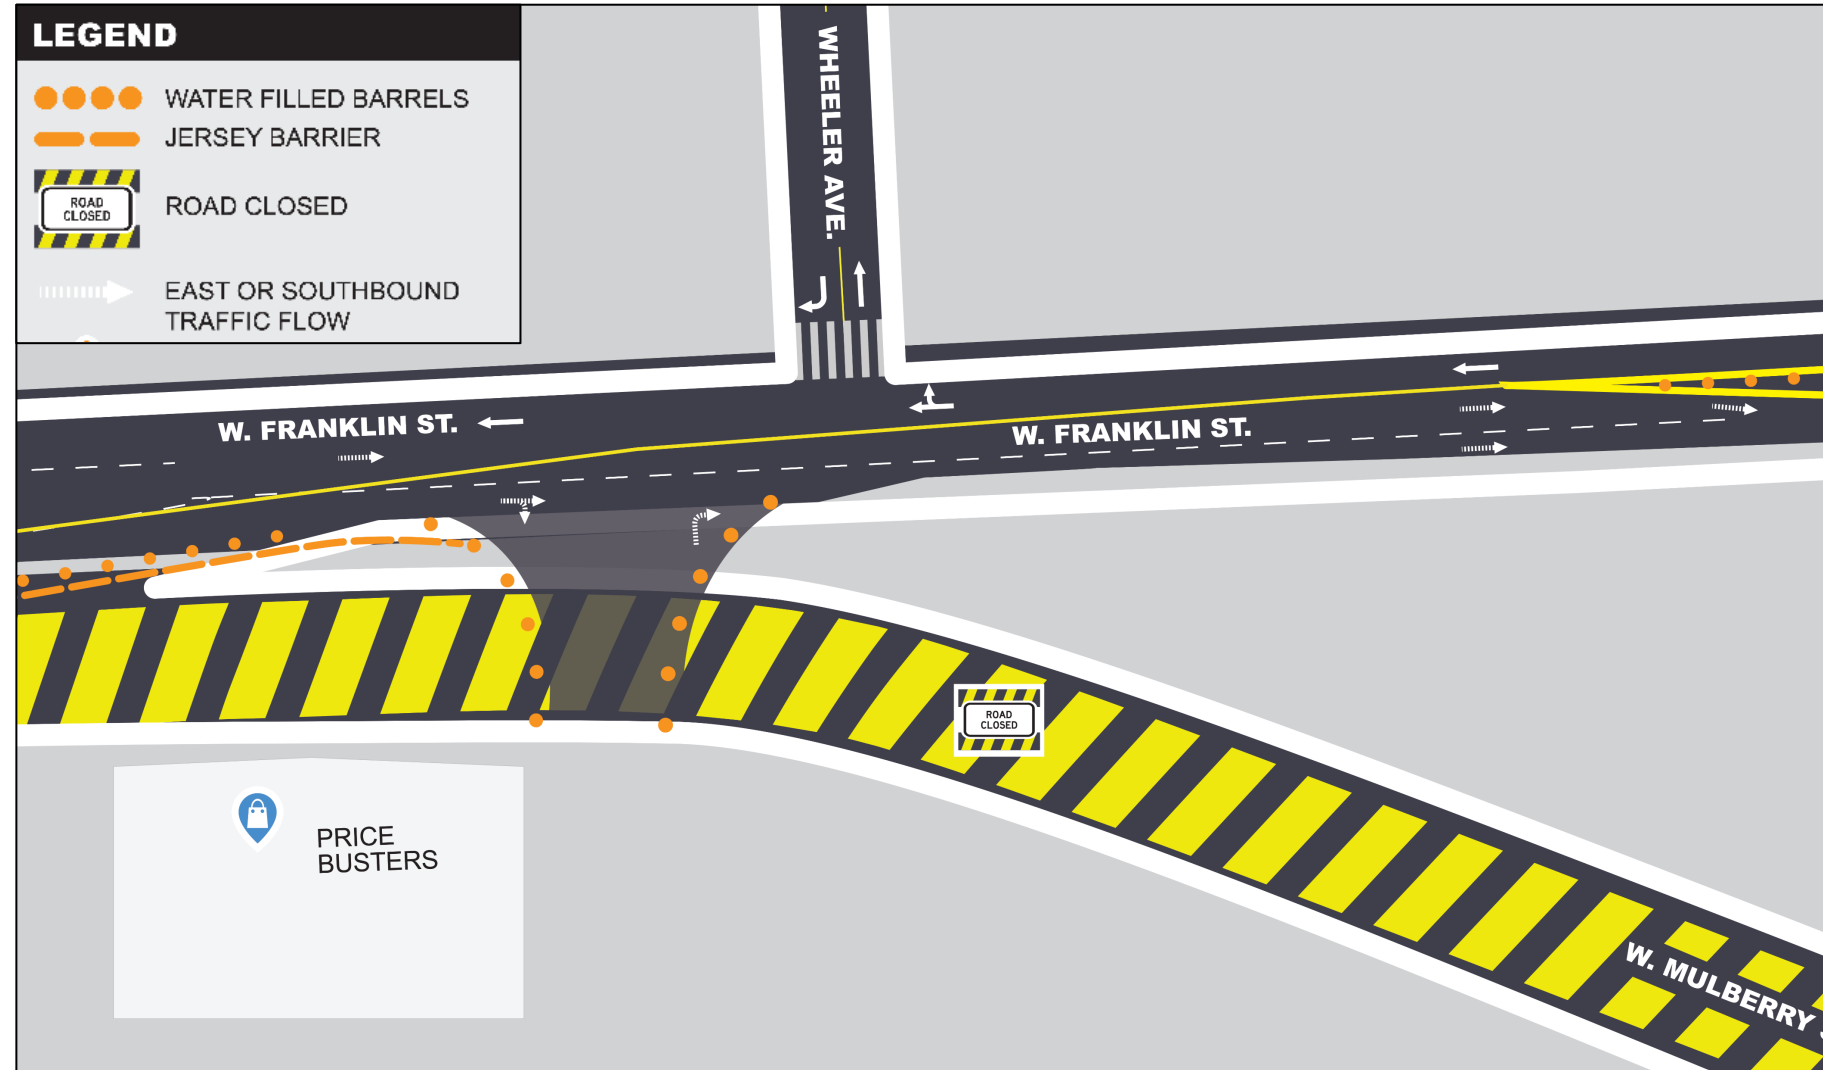 LEGEND
WATER FILLED BARRELS
JERSEY BARRIER
ROAD
CLOSED
ROAD CLOSED
EAST OR SOUTHBOUND
TRAFFIC FLOW
WHEELER AVE.
W. FRANKLIN ST.
W. FRANKLIN ST.
ROAD
CLOSED
PRICE
BUSTERS
W. MULBERRY